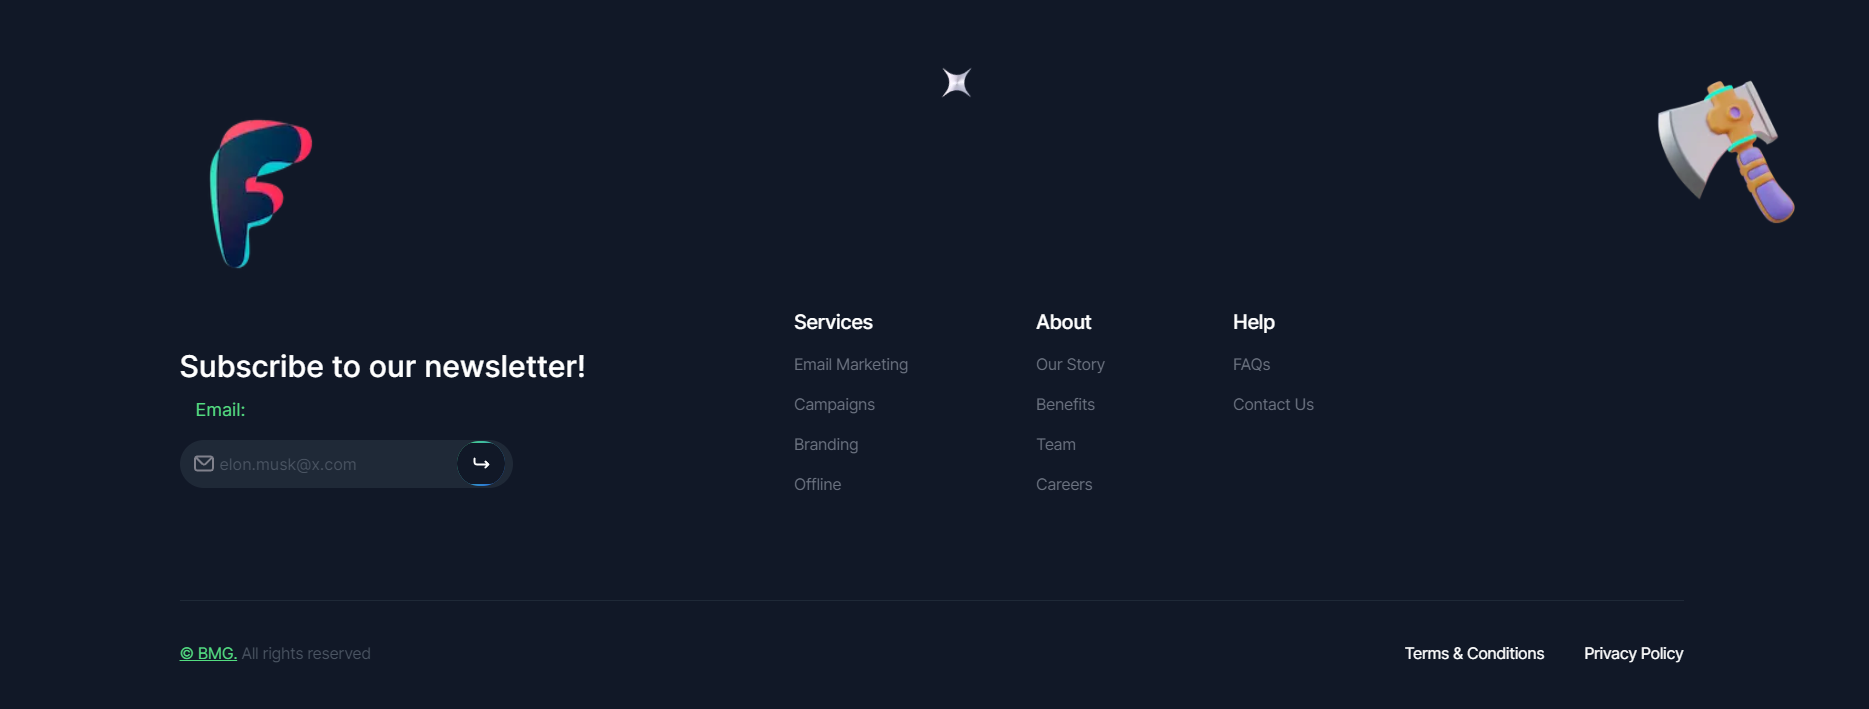 F
Subscribe to our newsletter!
Email:
elon.musk@x.com
Services
Email Marketing
Campaigns
Branding
Offline
About
Our Story
Benefits
Team
Careers
Help
FAQs
Contact Us
© BMG. All rights reserved
Terms & Conditions
Privacy Policy